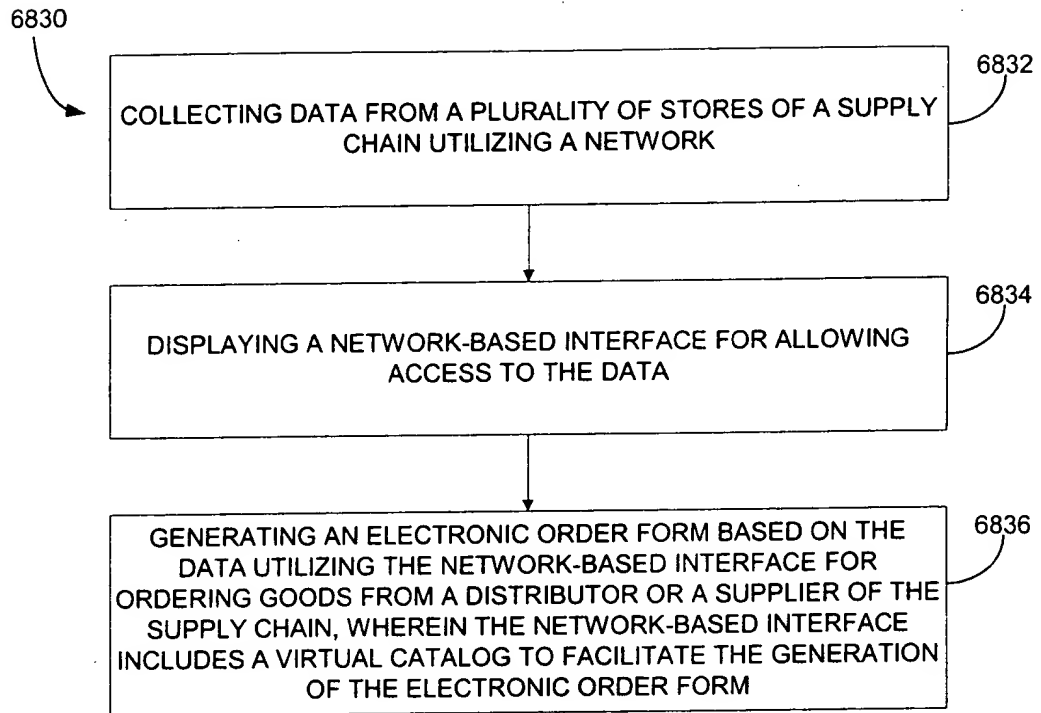 6830
6832
COLLECTING DATA FROM A PLURALITY OF STORES OF A SUPPLY
CHAIN UTILIZING A NETWORK
6834
DISPLAYING A NETWORK-BASED INTERFACE FOR ALLOWING
ACCESS TO THE DATA
6836
GENERATING AN ELECTRONIC ORDER FORM BASED ON THE
DATA UTILIZING THE NETWORK-BASED INTERFACE FOR
ORDERING GOODS FROM A DISTRIBUTOR OR A SUPPLIER OF THE
SUPPLY CHAIN, WHEREIN THE NETWORK-BASED INTERFACE
INCLUDES A VIRTUAL CATALOG TO FACILITATE THE GENERATION
OF THE ELECTRONIC ORDER FORM